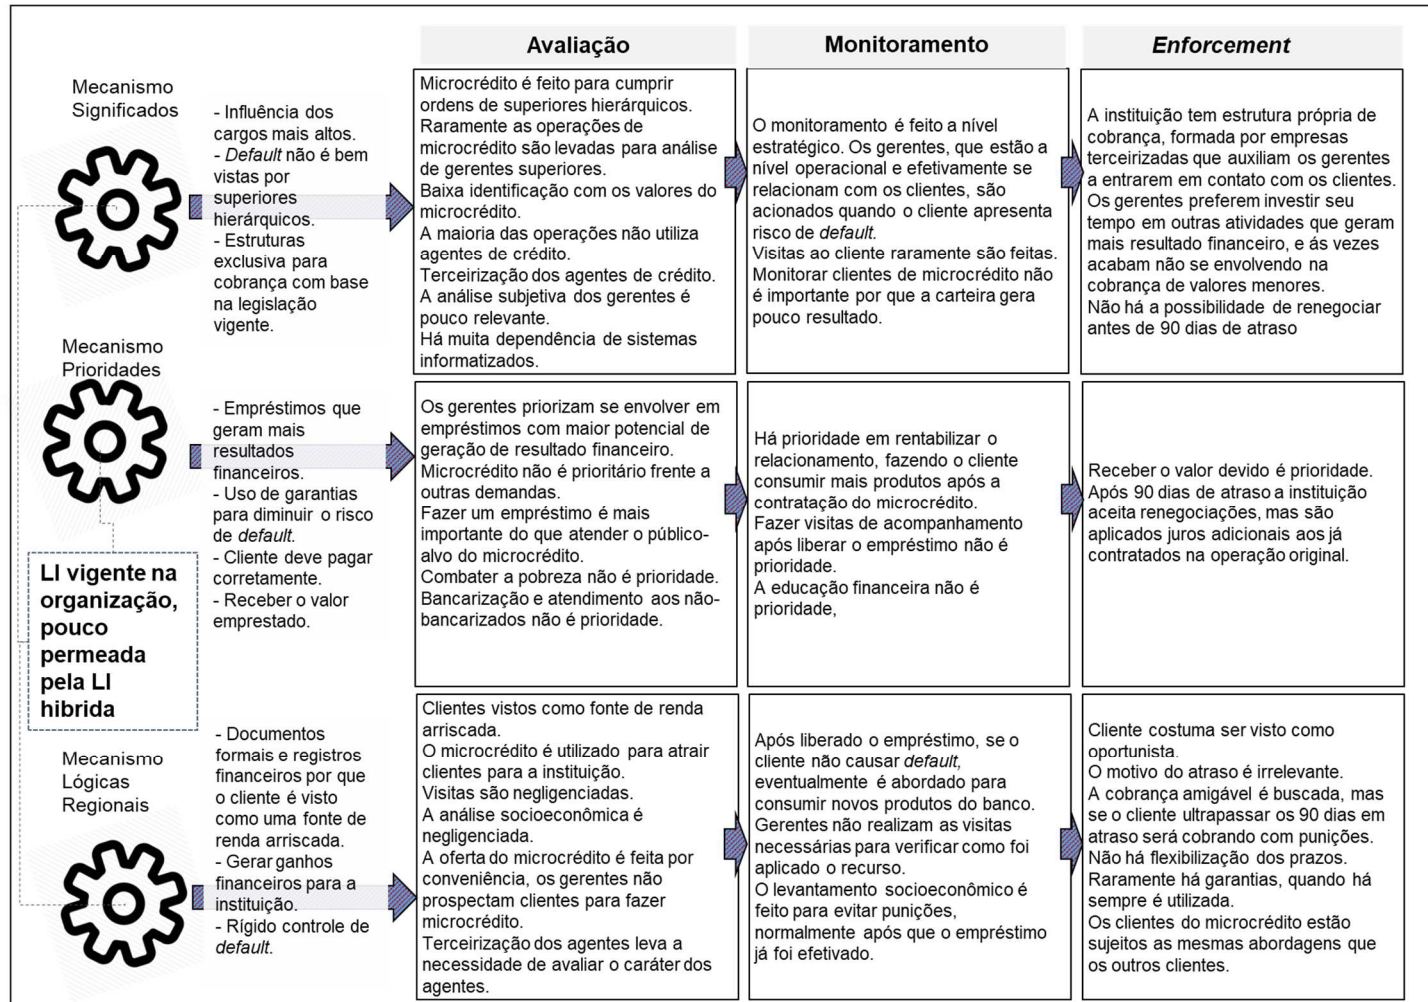 Avaliação
Monitoramento
Enforcement
Mecanismo
Significados
- Influência dos
cargos mais altos.
- Default não é bem
vistas por
superiores
hierárquicos.
- Estruturas
exclusiva para
cobrança com base
na legislação
vigente.
Microcrédito é feito para cumprir
ordens de superiores hierárquicos.
Raramente as operações de
microcrédito são levadas para análise
de gerentes superiores.
Baixa identificação com os valores do
microcrédito.
A maioria das operações não utiliza
agentes de crédito.
Terceirização dos agentes de crédito.
A análise subjetiva dos gerentes é
pouco relevante.
Há muita dependência de sistemas
informatizados.
O monitoramento é feito a nível
estratégico. Os gerentes, que estão a
nível operacional e efetivamente se
relacionam com os clientes, são
acionados quando o cliente apresenta
risco de default.
Visitas ao cliente raramente são feitas.
Monitorar clientes de microcrédito não
é importante por que a carteira gera
pouco resultado.
A instituição tem estrutura própria de
cobrança, formada por empresas
terceirizadas que auxiliam os gerentes
a entrarem em contato com os clientes.
Os gerentes preferem investir seu
tempo em outras atividades que geram
mais resultado financeiro, e ás vezes
acabam não se envolvendo na
cobrança de valores menores.
Não há a possibilidade de renegociar
antes de 90 dias de atraso
Mecanismo
Prioridades
- Empréstimos que
geram mais
resultados
financeiros.
- Uso de garantias
para diminuir o risco
de default.
- Cliente deve pagar
corretamente.
- Receber o valor
emprestado.
Os gerentes priorizam se envolver em
empréstimos com maior potencial de
geração de resultado financeiro.
Microcrédito não é prioritário frente a
outras demandas.
Fazer um empréstimo é mais
importante do que atender o público-
alvo do microcrédito.
Combater a pobreza não é prioridade.
Bancarização e atendimento aos não-
bancarizados não é prioridade.
Há prioridade em rentabilizar o
relacionamento, fazendo o cliente
consumir mais produtos após a
contratação do microcrédito.
Fazer visitas de acompanhamento
após liberar o empréstimo não é
prioridade.
A educação financeira não é
prioridade,
Receber o valor devido é prioridade.
Após 90 dias de atraso a instituição
aceita renegociações, mas são
aplicados juros adicionais aos já
contratados na operação original.
LI vigente na
organização,
pouco
permeada
pela LI
hibrida
Mecanismo
Lógicas
Regionais
- Documentos
formais e registros
financeiros por que
o cliente é visto
como uma fonte de
renda arriscada.
- Gerar ganhos
financeiros para a
instituição.
- Rígido controle de
default.
Clientes vistos como fonte de renda
arriscada.
O microcrédito é utilizado para atrair
clientes para a instituição.
Visitas são negligenciadas.
A análise socioeconômica é
negligenciada.
A oferta do microcrédito é feita por
conveniência, os gerentes não
prospectam clientes para fazer
microcrédito.
Terceirização dos agentes leva a
necessidade de avaliar o caráter dos
agentes.
Após liberado o empréstimo, se o
cliente não causar default,
eventualmente é abordado para
consumir novos produtos do banco.
Gerentes não realizam as visitas
necessárias para verificar como foi
aplicado o recurso.
O levantamento socioeconômico é
feito para evitar punições,
normalmente após que o empréstimo
já foi efetivado.
Cliente costuma ser visto como
oportunista.
O motivo do atraso é irrelevante.
A cobrança amigável é buscada, mas
se o cliente ultrapassar os 90 dias em
atraso será cobrando com punições.
Não há flexibilização dos prazos.
Raramente há garantias, quando há
sempre é utilizada.
Os clientes do microcrédito estão
sujeitos as mesmas abordagens que
os outros clientes.